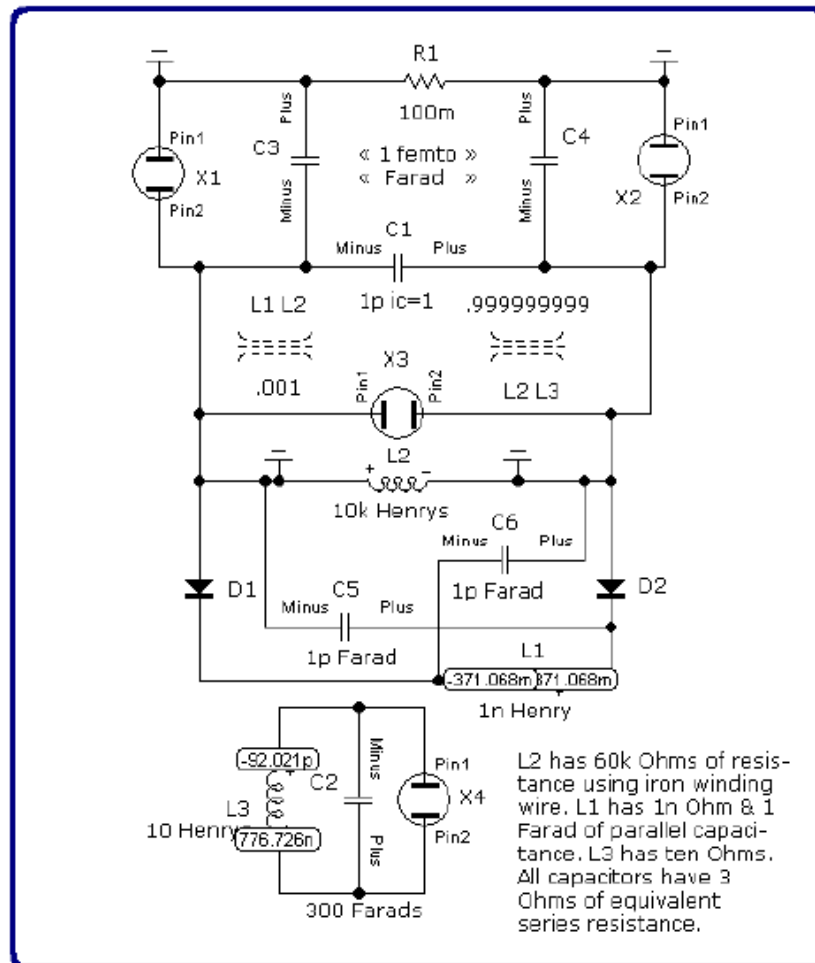 R1
100m
Plus
Plus
Pin1
C3
« 1 femto »
C4
Pin1
X1
« Farad »
X2
Pin2
Minus
Minus
Pin2
C1
Minus Plus
1p ic=1
L1 L2
.999999999
X3
.001
Pin1
Pin2
L2 L3
L2
+ -
10k Henrys
C6
Minus Plus
D1
C5
1p Farad
D2
Minus Plus
1p Farad
L1
-371.068m
371.068m
+
1n Henry
-92.021p
+
Minus
Pin1
C2
X4
L3
10 Henrys
776.726n
Plus
Pin2
300 Farads
L2 has 60k Ohms of resis-
tance using iron winding
wire. L1 has 1n Ohm & 1
Farad of parallel capaci-
tance. L3 has ten Ohms.
All capacitors have 3
Ohms of equivalent
series resistance.